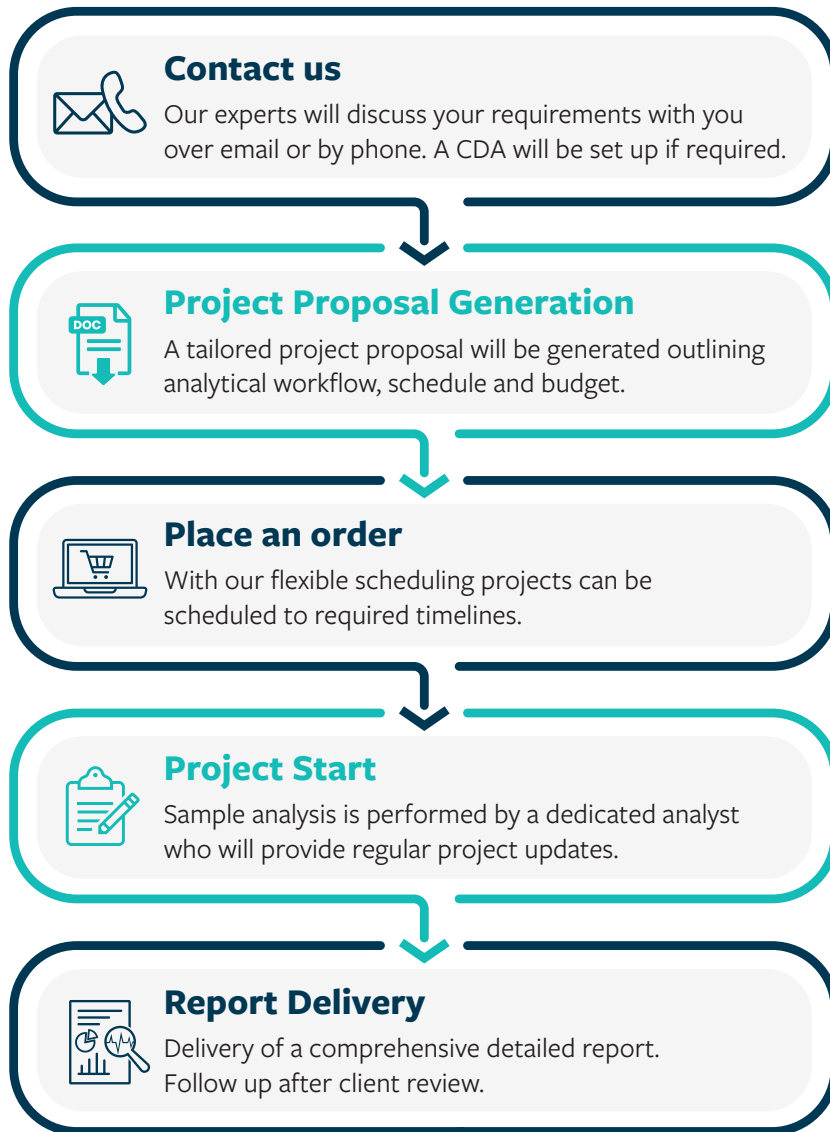 Contact us
Our experts will discuss your requirements with you
over email or by phone. A CDA will be set up if required.
DOC
Project Proposal Generation
A tailored project proposal will be generated outlining
analytical workflow, schedule and budget.
Place an order
With our flexible scheduling projects can be
scheduled to required timelines.
Project Start
Sample analysis is performed by a dedicated analyst
who will provide regular project updates.
Report Delivery
Delivery of a comprehensive detailed report.
Follow up after client review.